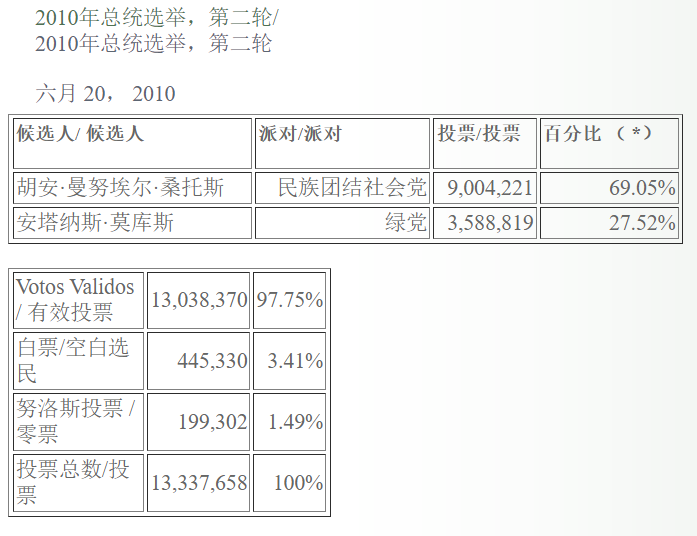 2010年总统选举，第二轮/
2010年总统选举，第二轮
六月 20， 2010
候选人/ 候选人 派对/派对 投票/投票 百分比 （ *）
胡安·曼努埃尔·桑托斯 民族团结社会党 9,004,221 69.05%
安塔纳斯·莫库斯 绿党 3,588,819 27.52%
Votos Validos
/ 有效投票 13,038,370 97.75%
白票/空白选
民 445,330 3.41%
努洛斯投票 /
零票 199,302 1.49%
投票总数/投
票 13,337,658 100%